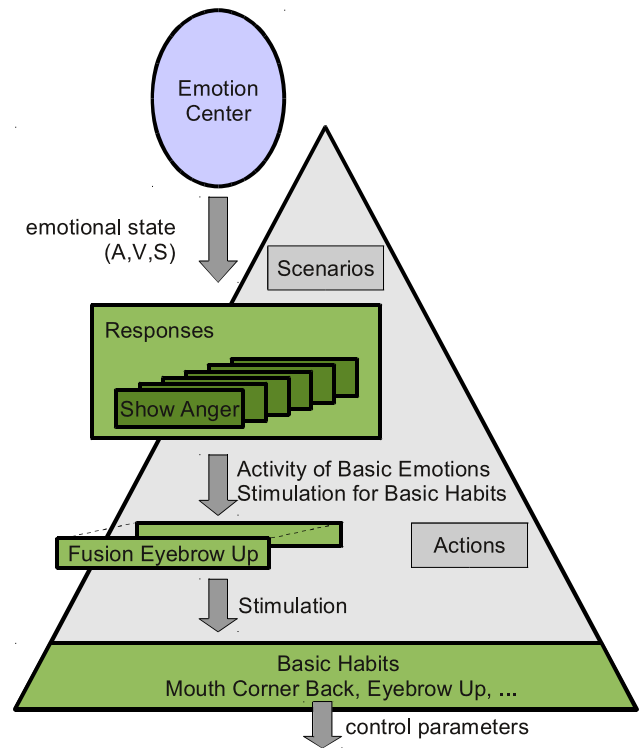 Emotion
Center
emotional state
(A,V,S)
Scenarios
Responses
Show Anger
Activity of Basic Emotions
Stimulation for Basic Habits
Fusion Eyebrow Up
Actions
Stimulation
Basic Habits
Mouth Corner Back, Eyebrow Up, ...
control parameters